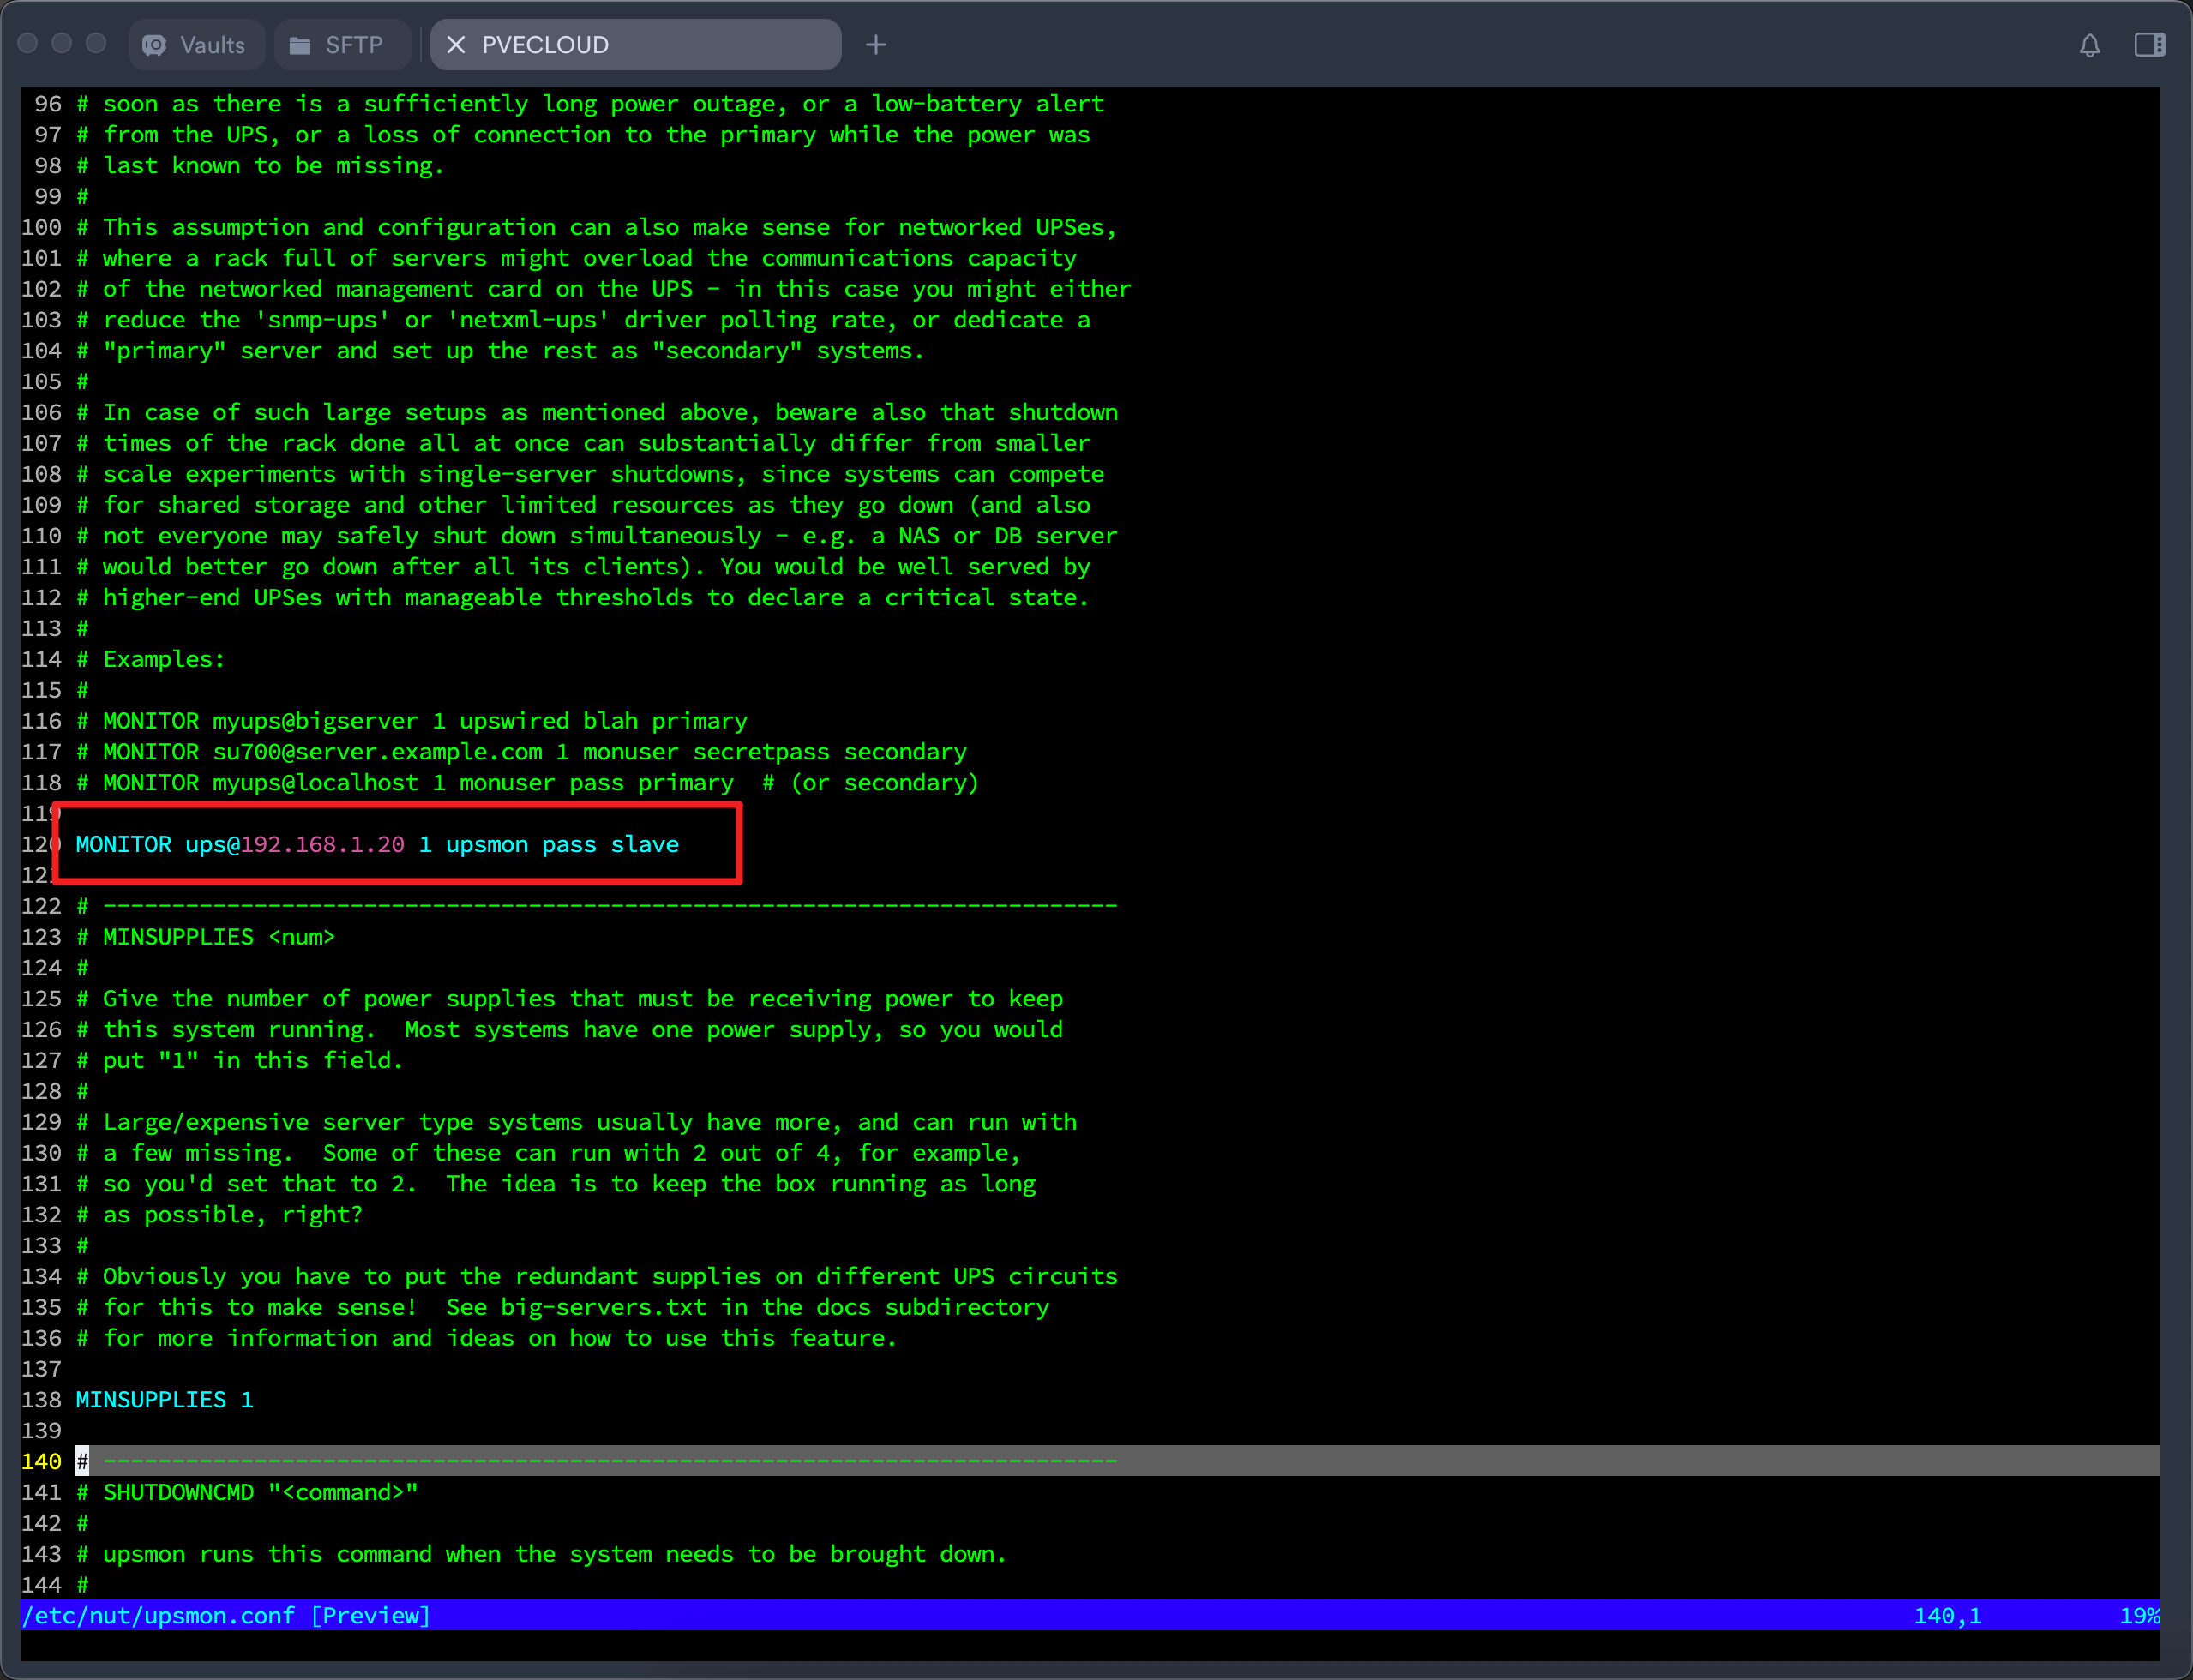 Vaults SFTP PVECLOUD
96 # soon as there is a sufficiently long power outage, or a low-battery alert
97 # from the UPS, or a loss of connection to the primary while the power was
98 # last known to be missing.
99 #
100 # This assumption and configuration can also make sense for networked UPSes,
101 # where a rack full of servers might overload the communications capacity
102 # of the networked management card on the UPS - in this case you might either
103 # reduce the 'snmp-ups' or 'netxml-ups' driver polling rate, or dedicate a
104 # "primary" server and set up the rest as "secondary" systems.
105 #
106 # In case of such large setups as mentioned above, beware also that shutdown
107 # times of the rack done all at once can substantially differ from smaller
108 # scale experiments with single-server shutdowns, since systems can compete
109 # for shared storage and other limited resources as they go down (and also
110 # not everyone may safely shut down simultaneously - e.g. a NAS or DB server
111 # would better go down after all its clients). You would be well served by
112 # higher-end UPSes with manageable thresholds to declare a critical state.
113 #
114 # Examples:
115 #
116 # MONITOR myups@bigserver 1 upswired blah primary
117 # MONITOR su700@server.example.com 1 monuser secretpass secondary
118 # MONITOR myups@localhost 1 monuser pass primary  # (or secondary)
119
120 MONITOR ups@192.168.1.20 1 upsmon pass slave
121
122 # --------------------------------------------------------------------------
123 # MINSUPPLIES <num>
124 #
125 # Give the number of power supplies that must be receiving power to keep
126 # this system running.  Most systems have one power supply, so you would
127 # put "1" in this field.
128 #
129 # Large/expensive server type systems usually have more, and can run with
130 # a few missing.  Some of these can run with 2 out of 4, for example,
131 # so you'd set that to 2.  The idea is to keep the box running as long
132 # as possible, right?
133 #
134 # Obviously you have to put the redundant supplies on different UPS circuits
135 # for this to make sense!  See big-servers.txt in the docs subdirectory
136 # for more information and ideas on how to use this feature.
137
138 MINSUPPLIES 1
139
140 # --------------------------------------------------------------------------
141 # SHUTDOWNCMD "<command>"
142 #
143 # upsmon runs this command when the system needs to be brought down.
144 #
/etc/nut/upsmon.conf [Preview] 140,1 19%